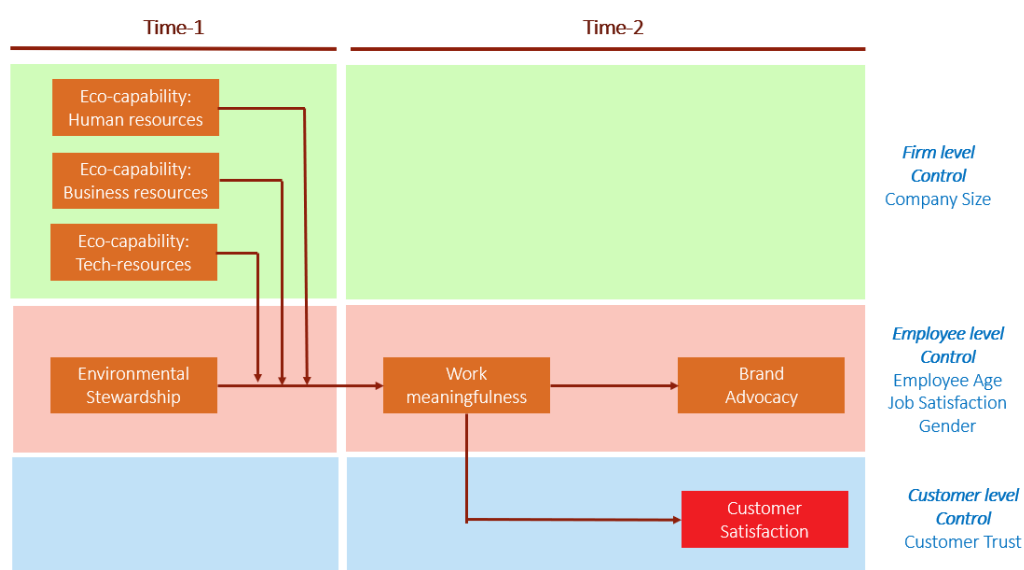 Time-1
Time-2
Eco-capability:
Human resources
Eco-capability:
Business resources
Eco-capability:
Tech-resources
Firm level
Control
Company Size
Environmental
Stewardship
Work
meaningfulness
Brand
Advocacy
Employee level
Control
Employee Age
Job Satisfaction
Gender
Customer
Satisfaction
Customer level
Control
Customer Trust